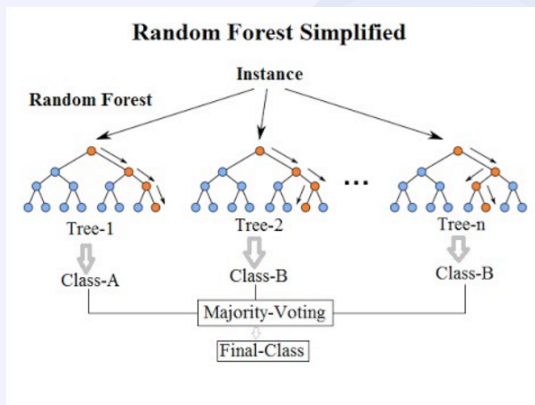 Random Forest Simplified
Instance
Random Forest
...
Tree-1 Tree-2 Tree-n
Class-A Class-B Class-B
Majority-Voting
Final-Class